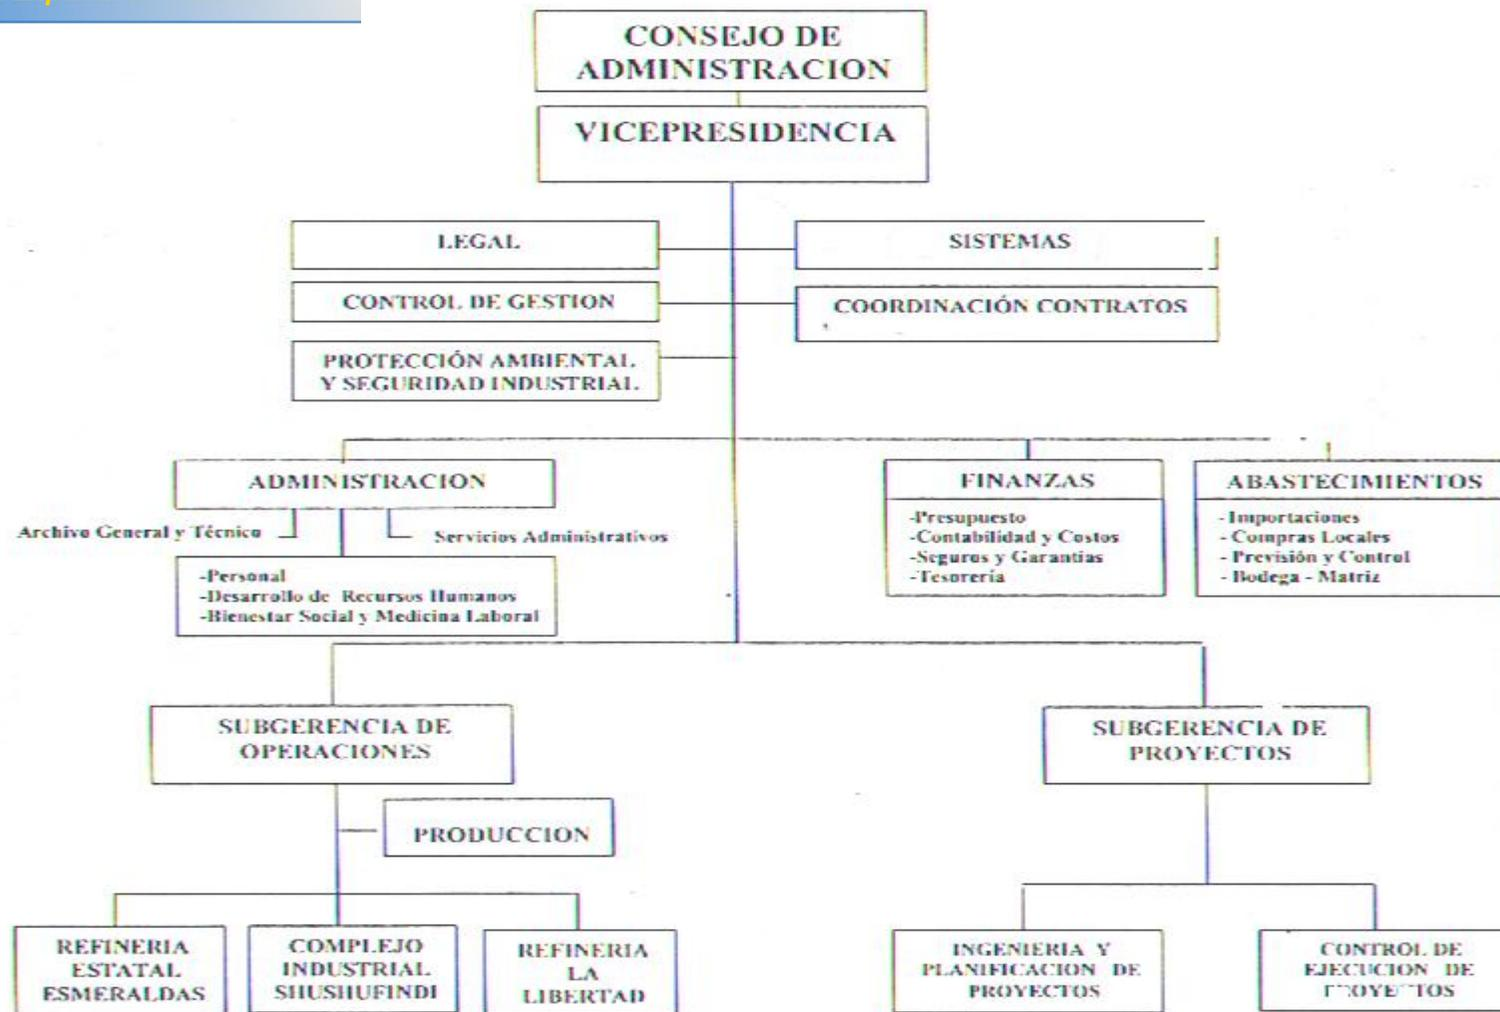 CONSEJO DE
ADMINISTRACION
VICEPRESIDENCIA
LEGAL
SISTEMAS
CONTROL DE GESTION
COORDINACIÓN CONTRATOS
PROTECCIÓN AMBIENTAL
Y SEGURIDAD INDUSTRIAL
ADMINISTRACION
Archivo General y Técnico
Servicios Administrativos
-Personal
-Desarrollo de Recursos Humanos
-Bienestar Social y Medicina Laboral
FINANZAS
-Presupuesto
-Contabilidad y Costos
-Seguros y Garantías
-Tesorería
ABASTECIMIENTOS
- Importaciones
- Compras Locales
- Previsión y Control
- Bodega - Matriz
SUBGERENCIA DE
OPERACIONES
PRODUCCION
REFINERIA
ESTATAL
ESMERALDAS
COMPLEJO
INDUSTRIAL
SHUSHUFINDI
REFINERIA
LA
LIBERTAD
SUBGERENCIA DE
PROYECTOS
INGENIERIA Y
PLANIFICACION DE
PROYECTOS
CONTROL DE
EJECUCION DE